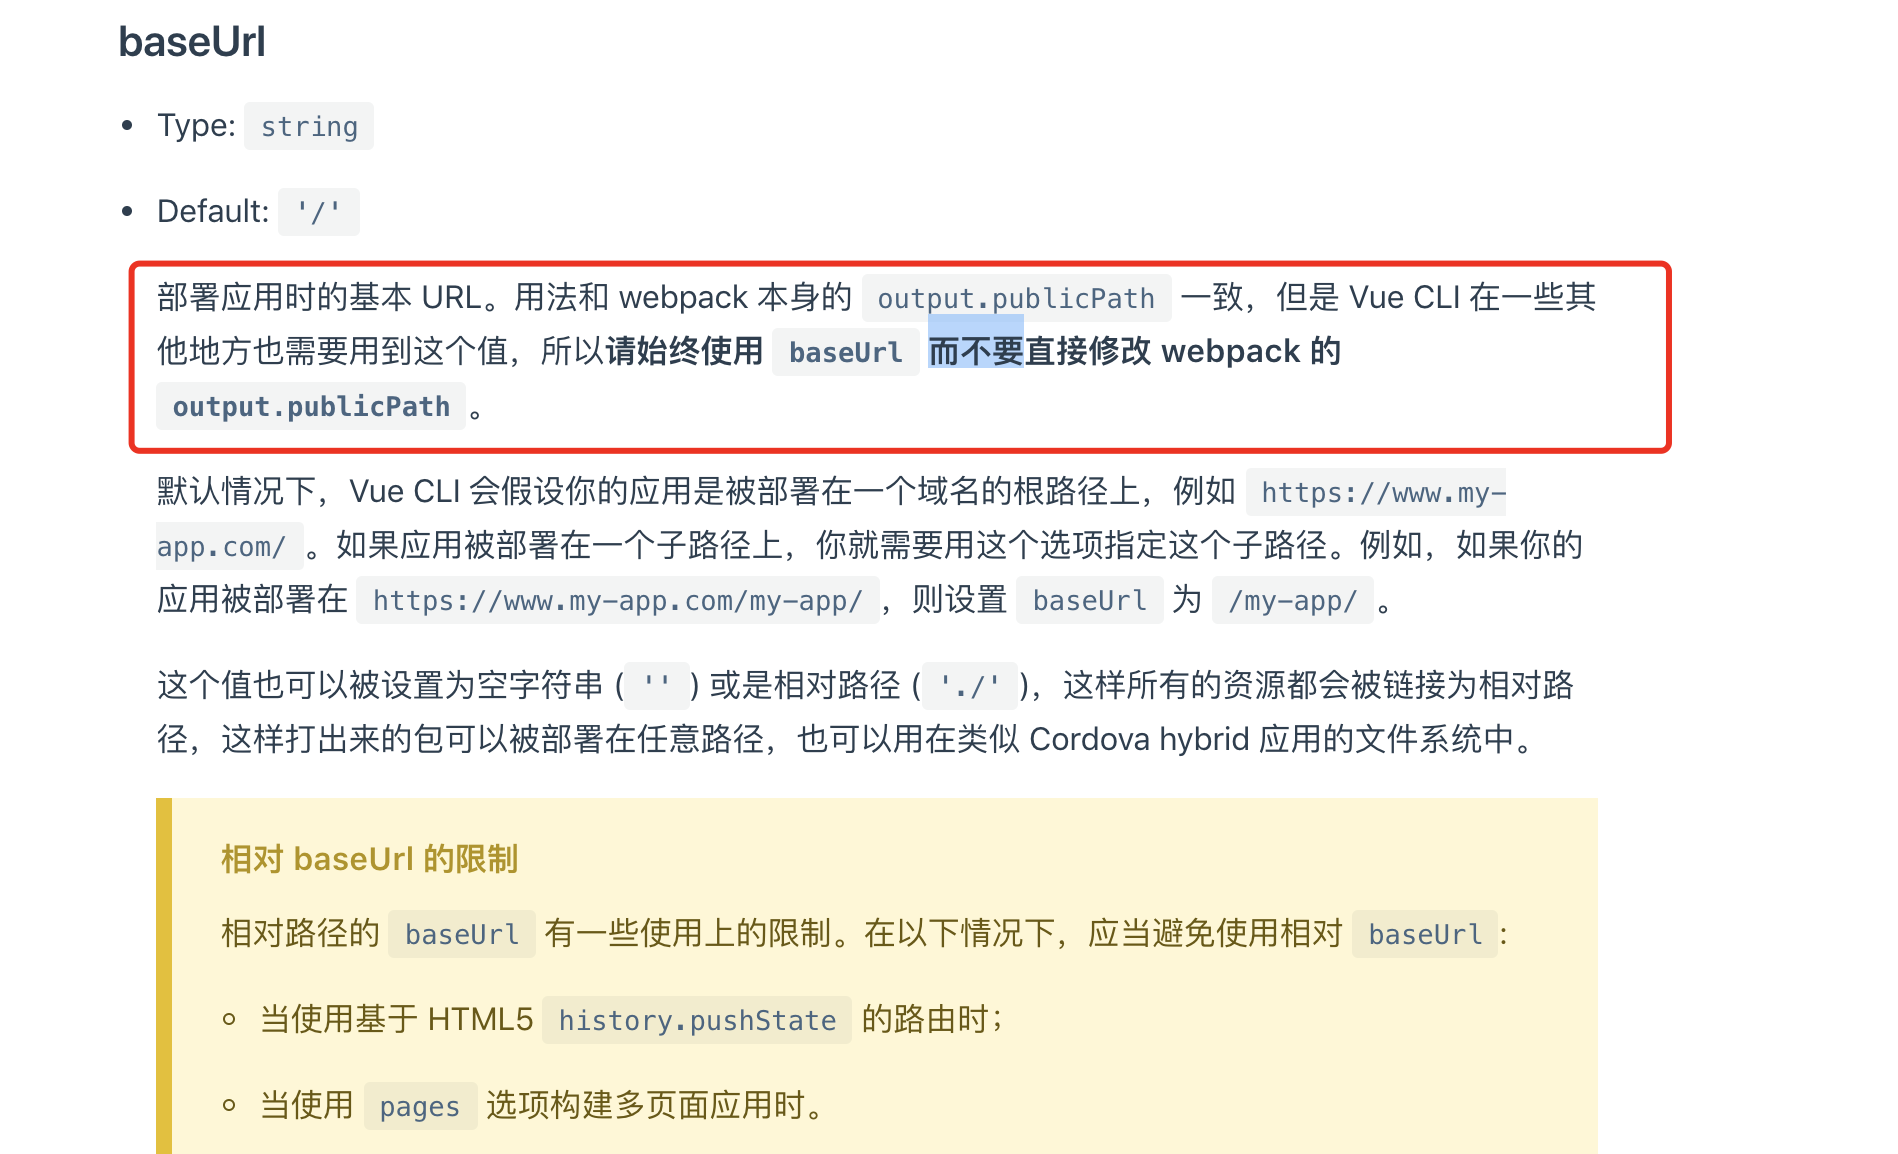 baseUrl
• Type: string
• Default: '/'
部署应用时的基本 URL。用法和 webpack 本身的 output.publicPath 一致，但是 Vue CLI 在一些其
他地方也需要用到这个值，所以请始终使用 baseUrl 而不要直接修改 webpack 的
output.publicPath 。
默认情况下，Vue CLI 会假设你的应用是被部署在一个域名的根路径上，例如 https://www.my-
app.com/ 。如果应用被部署在一个子路径上，你就需要用这个选项指定这个子路径。例如，如果你的
应用被部署在 https://www.my-app.com/my-app/ ，则设置 baseUrl 为 /my-app/ 。
这个值也可以被设置为空字符串 ( '' ) 或是相对路径 ( './' )，这样所有的资源都会被链接为相对路
径，这样打出来的包可以被部署在任意路径，也可以用在类似 Cordova hybrid 应用的文件系统中。
相对 baseUrl 的限制
相对路径的 baseUrl 有一些使用上的限制。在以下情况下，应当避免使用相对 baseUrl :
当使用基于 HTML5 history.pushState 的路由时；
当使用 pages 选项构建多页面应用时。